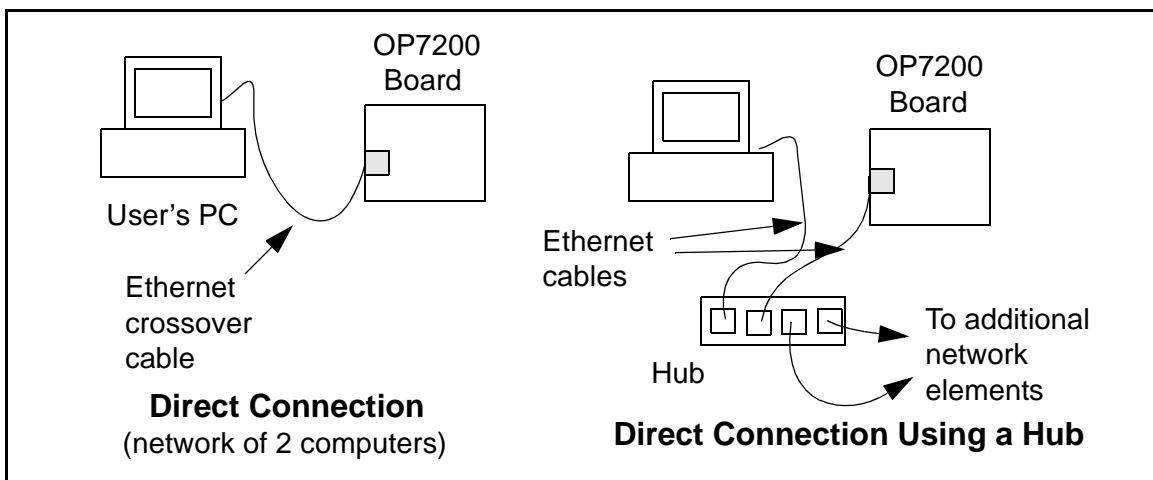 OP7200
Board
User's PC
Ethernet
crossover
cable
Direct Connection
(network of 2 computers)
OP7200
Board
Ethernet
cables
Hub
To additional
network
elements
Direct Connection Using a Hub